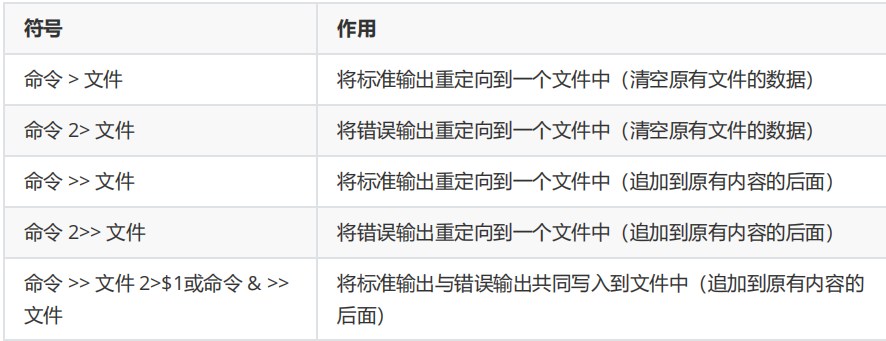 符号 作用
命令 > 文件 将标准输出重定向到一个文件中（清空原有文件的数据）
命令 2> 文件 将错误输出重定向到一个文件中（清空原有文件的数据）
命令 >> 文件 将标准输出重定向到一个文件中（追加到原有内容的后面）
命令 2>> 文件 将错误输出重定向到一个文件中（追加到原有内容的后面）
命令 >> 文件 2>$1或命令 & >>
文件
将标准输出与错误输出共同写入到文件中（追加到原有内容的
后面）